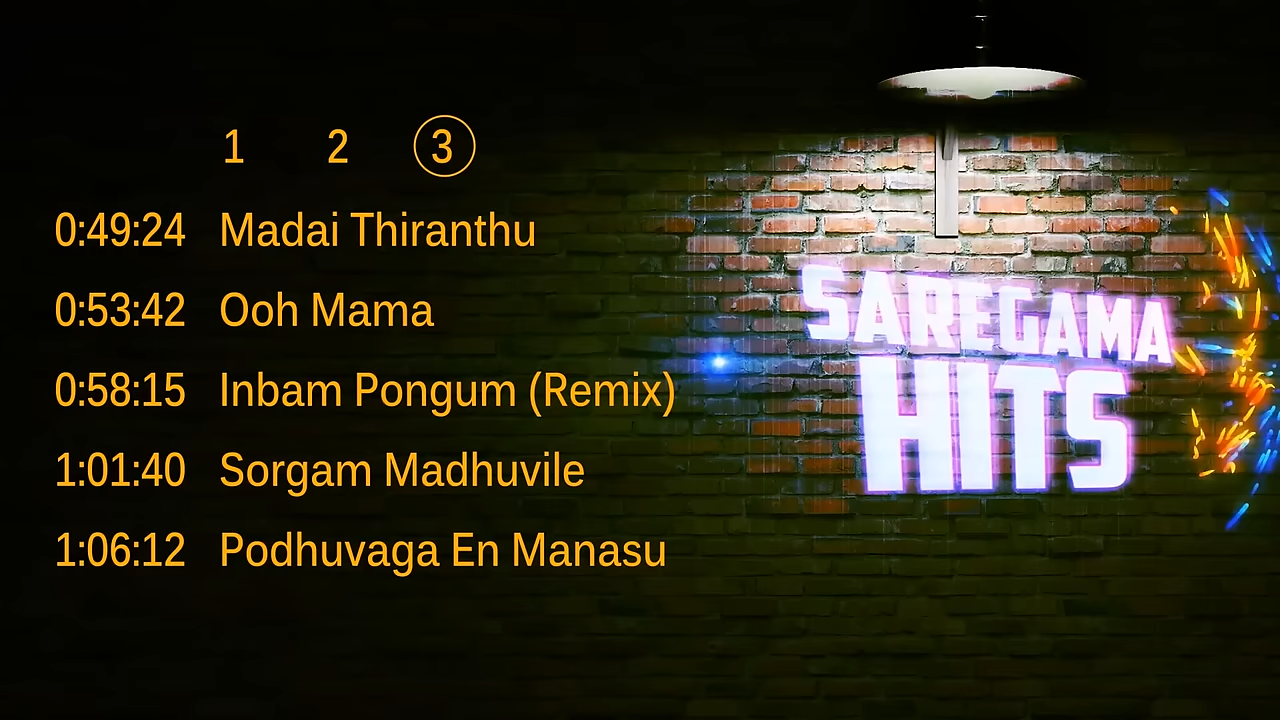 1 2 3
0:49:24 Madai Thiranthu
0:53:42 Ooh Mama
0:58:15 Inbam Pongum (Remix)
1:01:40 Sorgam Madhuvile
1:06:12 Podhuvaga En Manasu
SAREGAMA
HITS